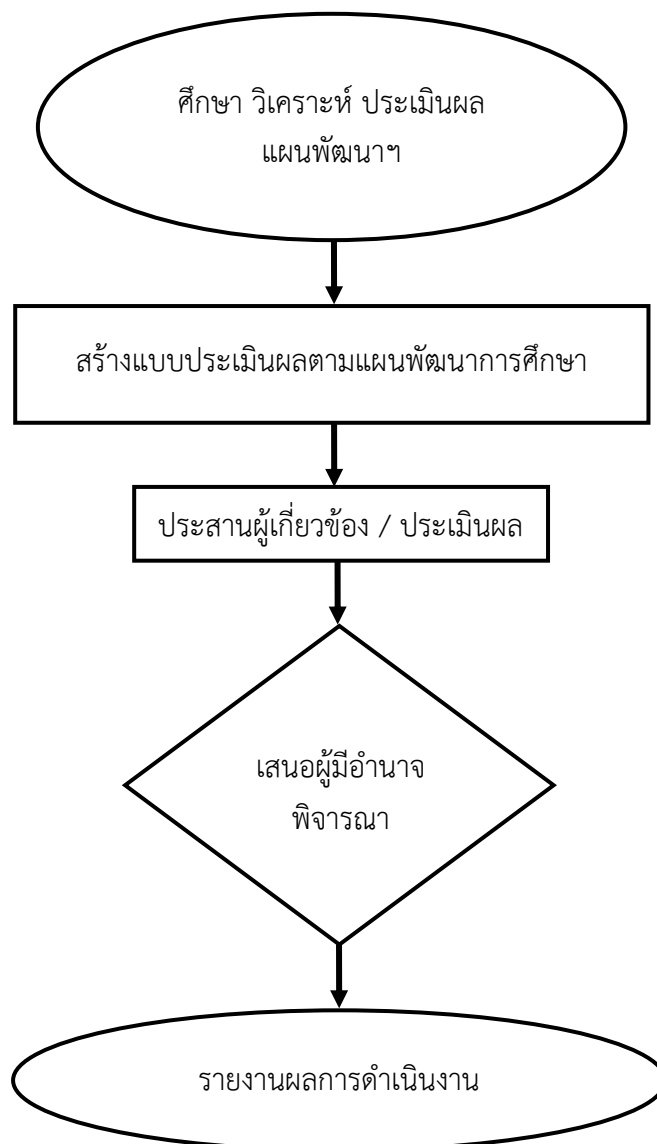 ศึกษา วิเคราะห์ ประเมินผล
แผนพัฒนาฯ
สร้างแบบประเมินผลตามแผนพัฒนาการศึกษา
ประสานผู้เกี่ยวข้อง / ประเมินผล
เสนอผู้มีอำนาจ
พิจารณา
รายงานผลการดำเนินงาน